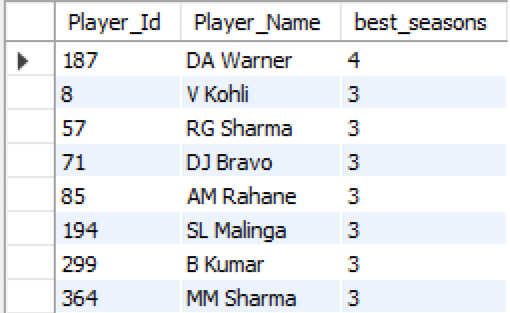 Player_Id Player_Name best_seasons
187 DA Warner 4
8 V Kohli 3
57 RG Sharma 3
71 DJ Bravo 3
85 AM Rahane 3
194 SL Malinga 3
299 B Kumar 3
364 MM Sharma 3